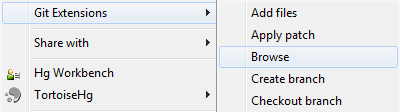 Git Extensions
Share with
Hg Workbench
TortoiseHg
Add files
Apply patch
Browse
Create branch
Checkout branch